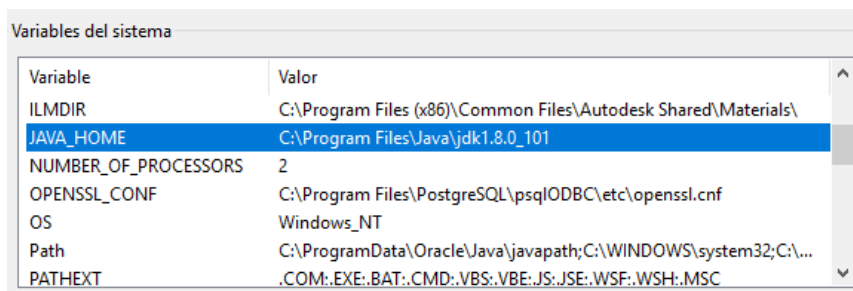 Variables del sistema
Variable Valor
ILMDIR C:\Program Files (x86)\Common Files\Autodesk Shared\Materials\
JAVA_HOME C:\Program Files\Java\jdk1.8.0_101
NUMBER_OF_PROCESSORS 2
OPENSSL_CONF C:\Program Files\PostgreSQL\psqlODBC\etc\openssl.cnf
OS Windows_NT
Path C:\ProgramData\Oracle\Java\javapath;C:\WINDOWS\system32;C:\...
PATHEXT .COM;.EXE;.BAT;.CMD;.VBS;.VBE;.JS;.JSE;.WSF;.WSH;.MSC